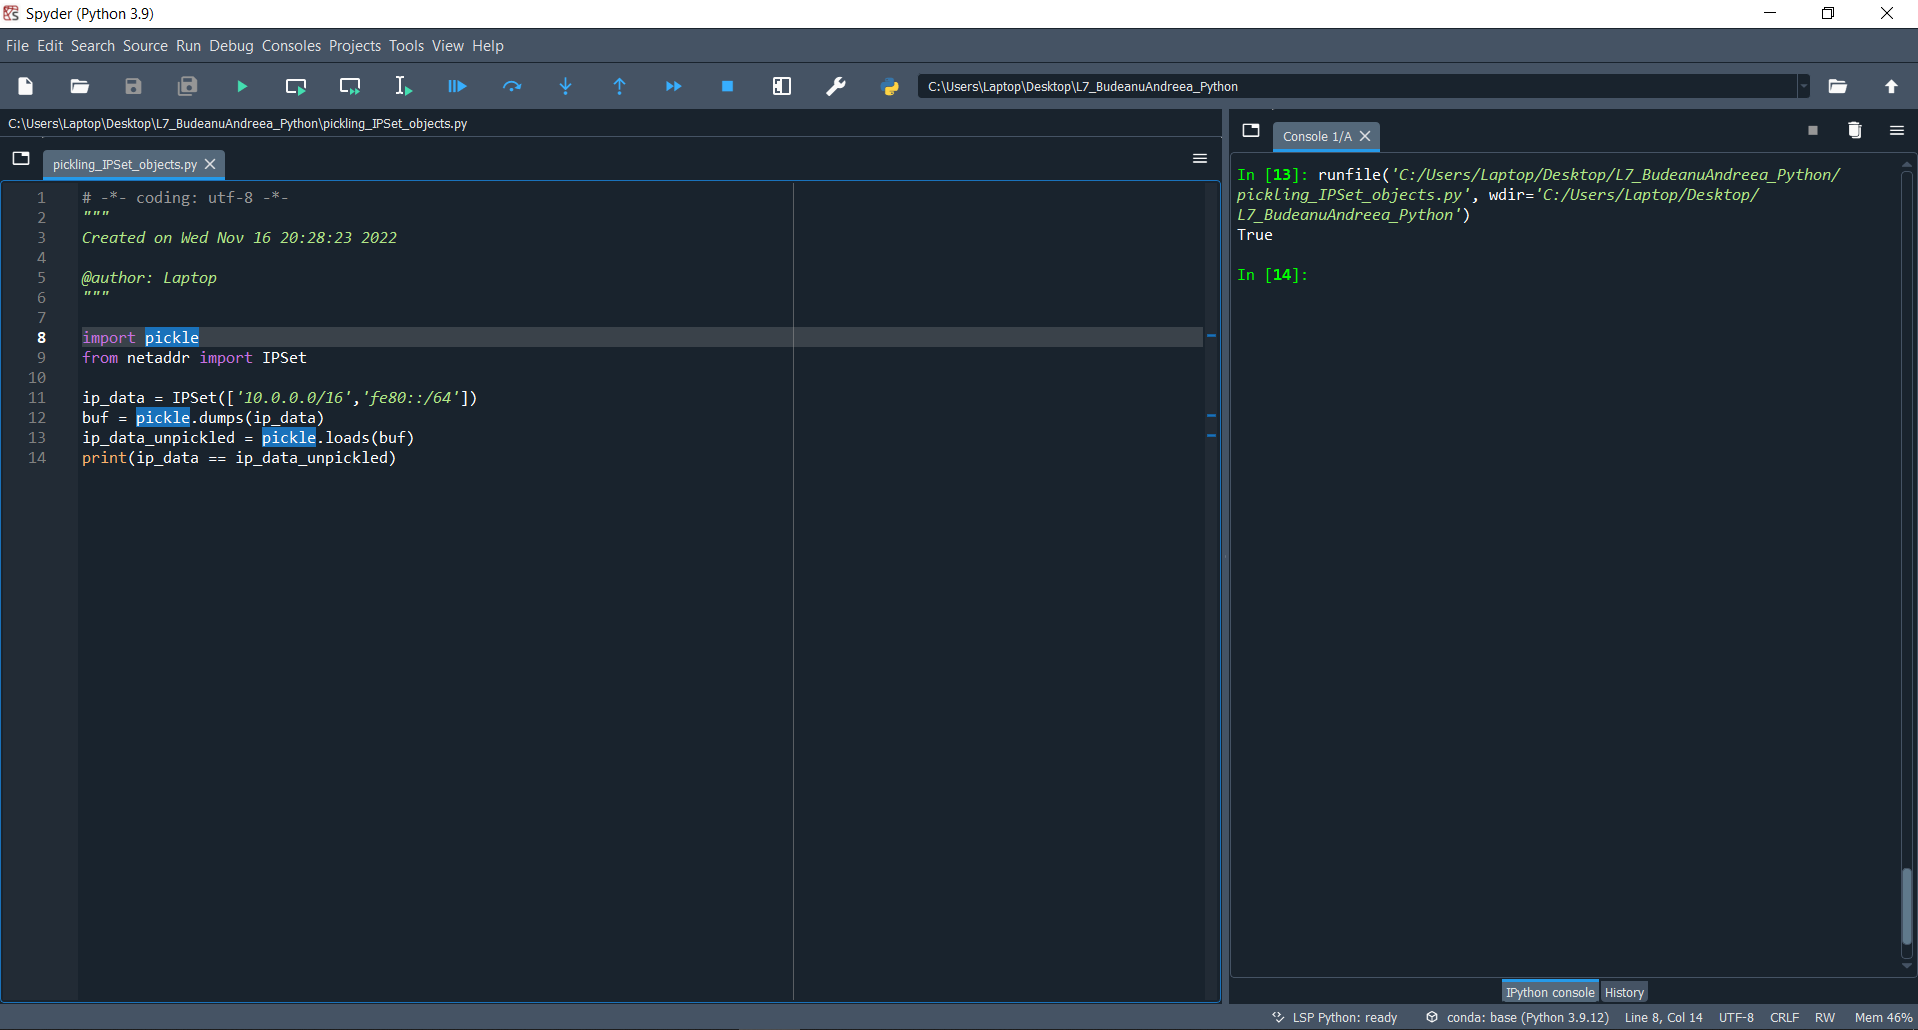 Spyder (Python 3.9)
File Edit Search Source Run Debug Consoles Projects Tools View Help
C:\Users\Laptop\Desktop\L7_BudeanuAndreea_Python
C:\Users\Laptop\Desktop\L7_BudeanuAndreea_Python\pickling_IPSet_objects.py
pickling_IPSet_objects.py
1 # -*- coding: utf-8 -*-
2 """
3 Created on Wed Nov 16 20:28:23 2022
4
5 @author: Laptop
6 """
7
8 import pickle
9 from netaddr import IPSet
10
11 ip_data = IPSet(['10.0.0.0/16','fe80::/64'])
12 buf = pickle.dumps(ip_data)
13 ip_data_unpickled = pickle.loads(buf)
14 print(ip_data == ip_data_unpickled)
Console 1/A
In [13]: runfile('C:/Users/Laptop/Desktop/L7_BudeanuAndreea_Python/
pickling_IPSet_objects.py', wdir='C:/Users/Laptop/Desktop/
L7_BudeanuAndreea_Python')
True
In [14]:
IPython console History
LSP Python: ready conda: base (Python 3.9.12) Line 8, Col 14 UTF-8 CRLF RW Mem 46%